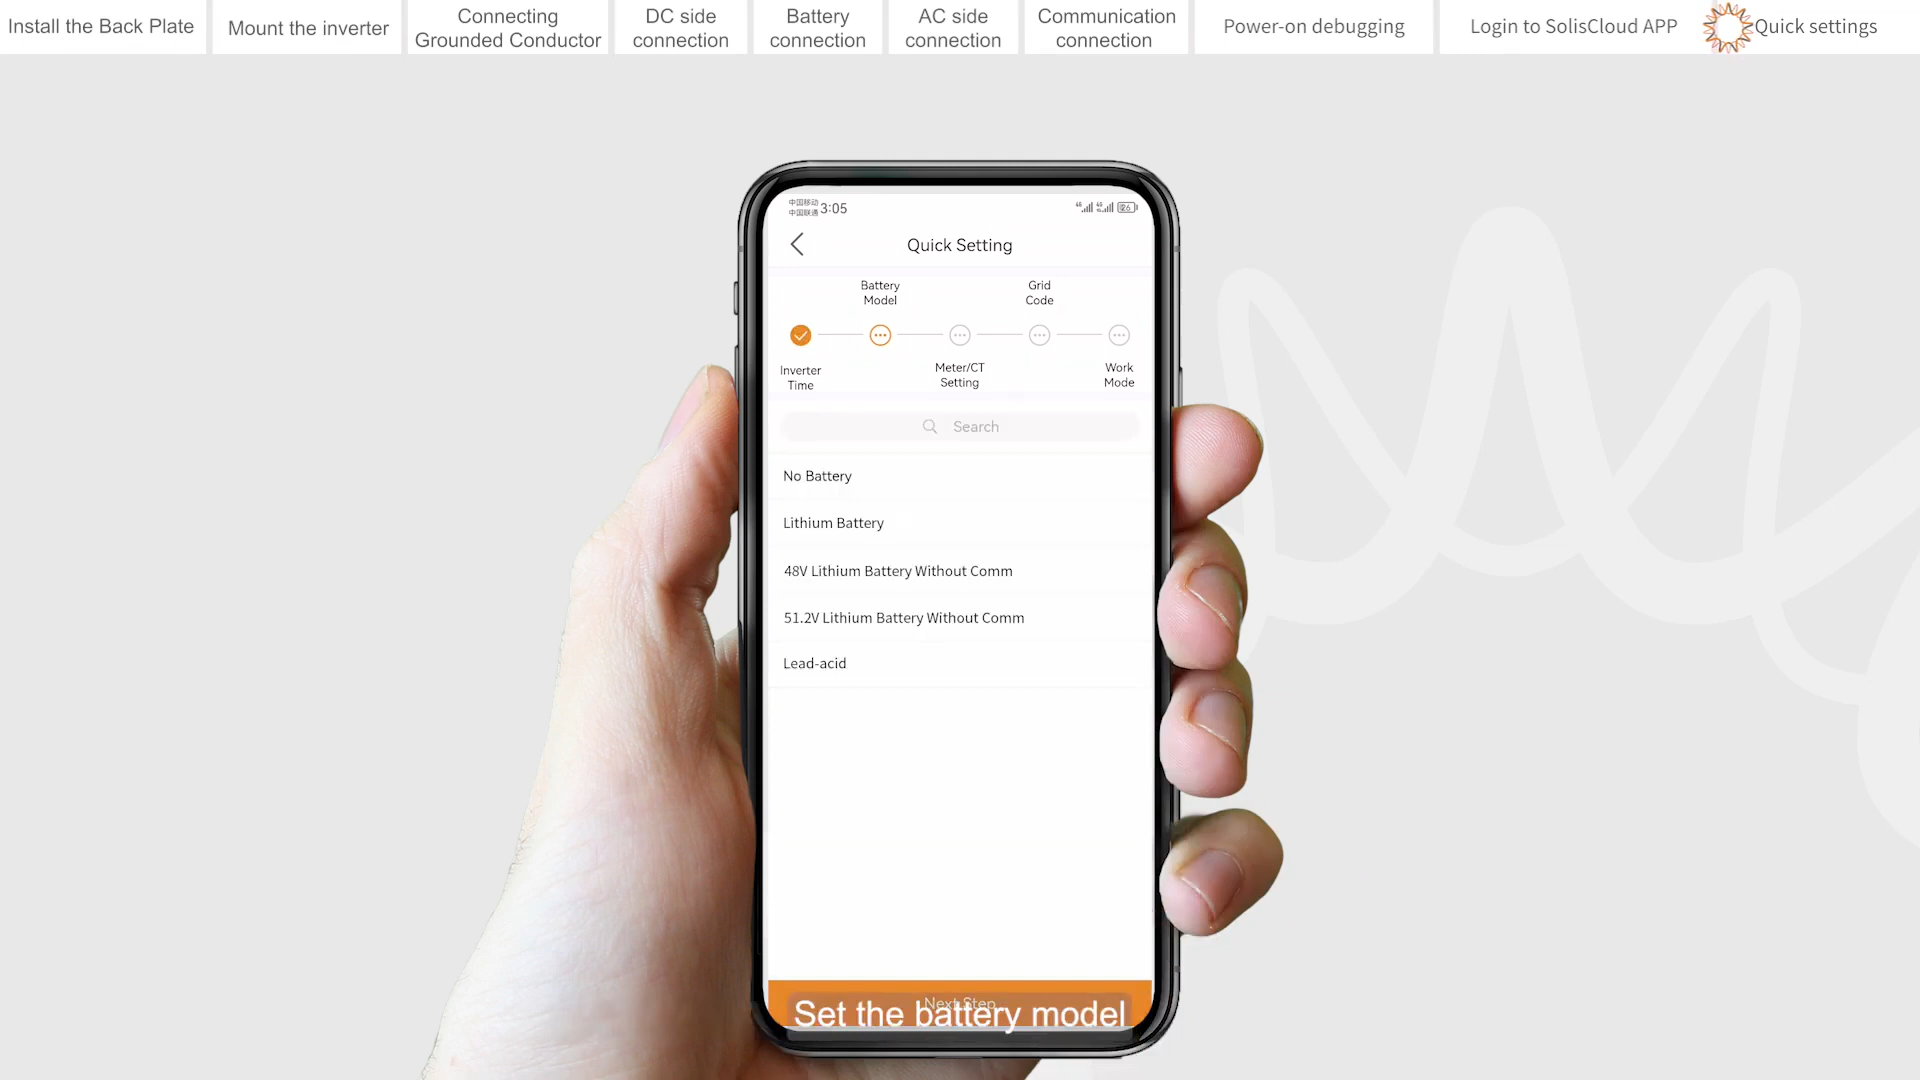 Install the Back Plate
Mount the inverter
Connecting
Grounded Conductor
DC side
connection
Battery
connection
AC side
connection
Communication
connection
Power-on debugging
Login to SolisCloud APP
Quick settings
中国移动
中国联通
3:05
Quick Setting
Battery
Model
Grid
Code
Inverter
Time
Meter/CT
Setting
Work
Mode
Search
No Battery
Lithium Battery
48V Lithium Battery Without Comm
51.2V Lithium Battery Without Comm
Lead-acid
Next Step
Set the battery model